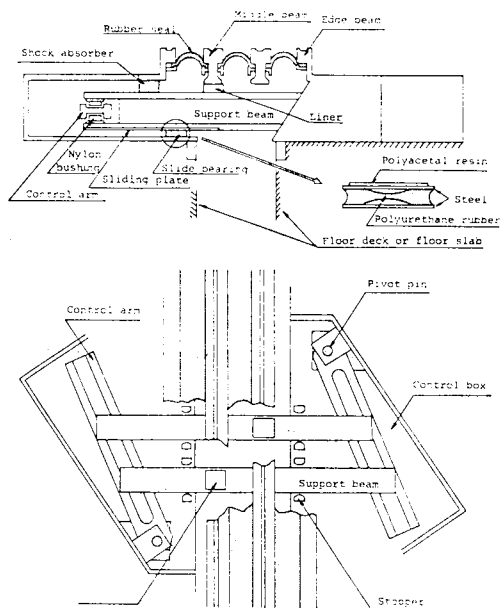 Rubber seal
Middle beam
Edge beam
Shock absorber
Support beam
Liner
Nylon
bushing
Slide bearing
Sliding plate
Control arm
Polyacetal resin
Steel
Polyurethane rubber
Floor deck or floor slab
Control arm
Pivot pin
Control box
Support beam
Stopper